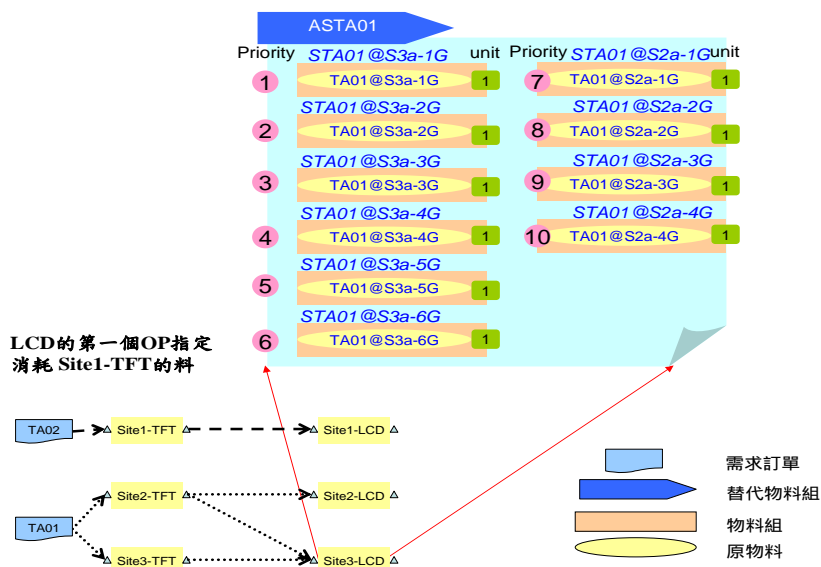 ASTA01
Priority STA01@S3a-1G unit Priority STA01@S2a-1G unit
1 TA01@S3a-1G 1 7 TA01@S2a-1G 1
STA01@S3a-2G STA01@S2a-2G
2 TA01@S3a-2G 1 8 TA01@S2a-2G 1
STA01@S3a-3G STA01@S2a-3G
3 TA01@S3a-3G 1 9 TA01@S2a-3G 1
STA01@S3a-4G STA01@S2a-4G
4 TA01@S3a-4G 1 10 TA01@S2a-4G 1
STA01@S3a-5G
5 TA01@S3a-5G 1
STA01@S3a-6G
6 TA01@S3a-6G 1
LCD的第一個OP指定
消耗 Site1-TFT的料
TA02 Site1-TFT Site1-LCD
Site2-TFT Site2-LCD
TA01
Site3-TFT Site3-LCD
需求訂單
替代物料組
物料組
原物料